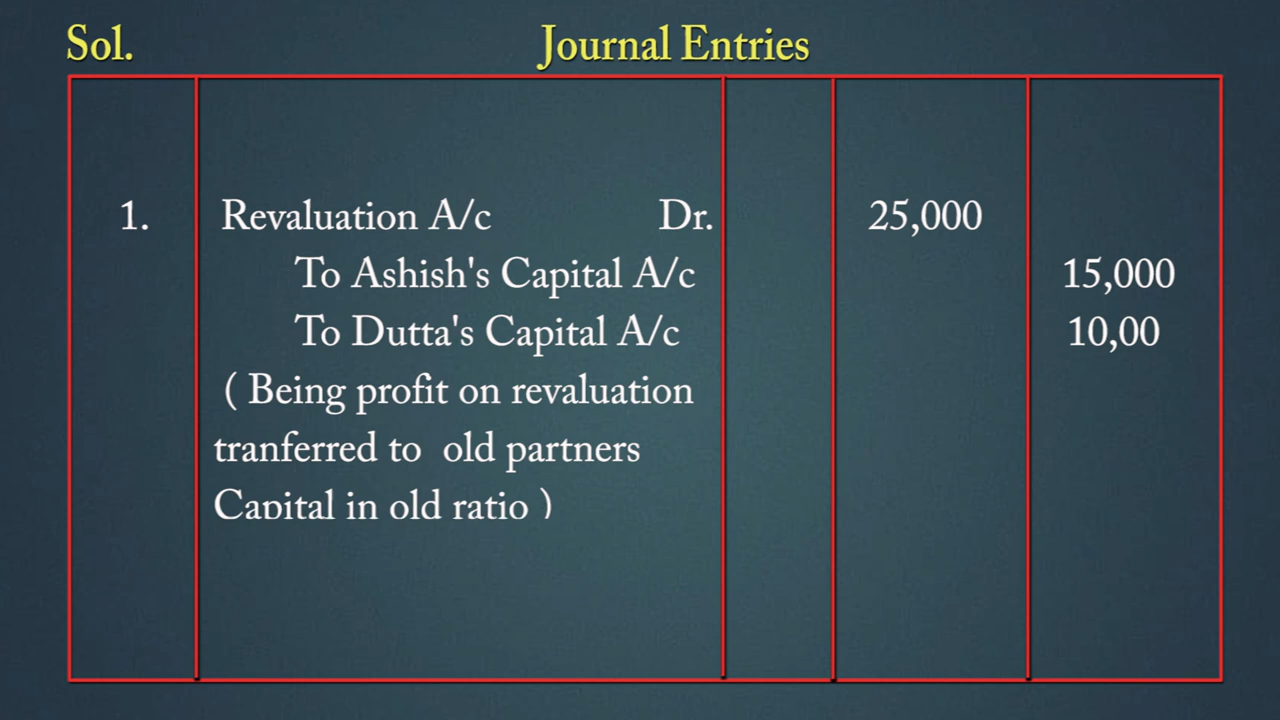 Sol. Journal Entries
1. Revaluation A/c Dr. 25,000
To Ashish's Capital A/c 15,000
To Dutta's Capital A/c 10,00
( Being profit on revaluation
tranferred to old partners
Capital in old ratio )